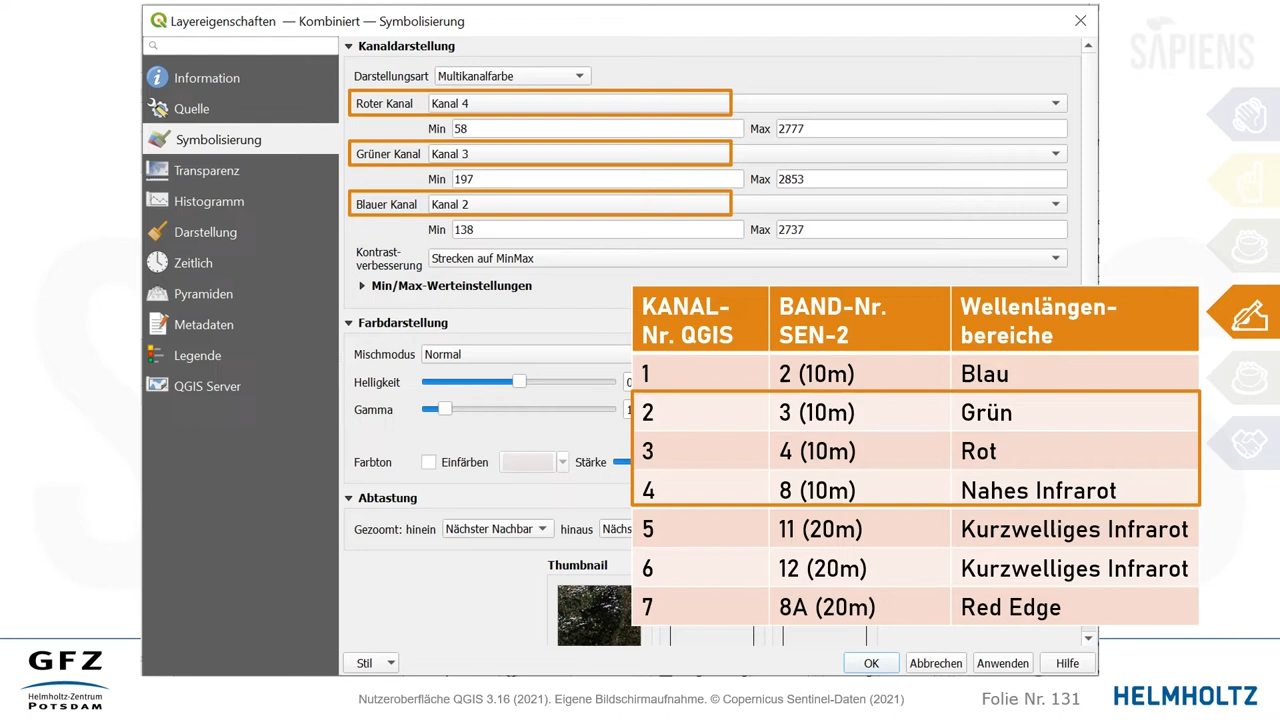 Layereigenschaften — Kombiniert — Symbolisierung
SAPIENS
Information
Quelle
Symbolisierung
Transparenz
Histogramm
Darstellung
Zeitlich
Pyramiden
Metadaten
Legende
QGIS Server
Kanaldarstellung
Darstellungsart Multikanalfarbe
Roter Kanal Kanal 4
Min 58 Max 2777
Grüner Kanal Kanal 3
Min 197 Max 2853
Blauer Kanal Kanal 2
Min 138 Max 2737
Kontrast-
verbesserung Strecken auf MinMax
Min/Max-Werteinstellungen
Farbdarstellung
Mischmodus Normal
Helligkeit
Gamma
Farbton Einfärben Stärke
Abtastung
Gezoomt: hinein Nächster Nachbar hinaus Nächs
Thumbnail
Stil OK Abbrechen Anwenden Hilfe
KANAL-
Nr. QGIS
BAND-Nr.
SEN-2
Wellenlängen-
bereiche
1 2 (10m) Blau
2 3 (10m) Grün
3 4 (10m) Rot
4 8 (10m) Nahes Infrarot
5 11 (20m) Kurzwelliges Infrarot
6 12 (20m) Kurzwelliges Infrarot
7 8A (20m) Red Edge
GFZ
Helmholtz-Zentrum
POTSDAM
Nutzeroberfläche QGIS 3.16 (2021). Eigene Bildschirmaufnahme. © Copernicus Sentinel-Daten (2021)
Folie Nr. 131
HELMHOLTZ